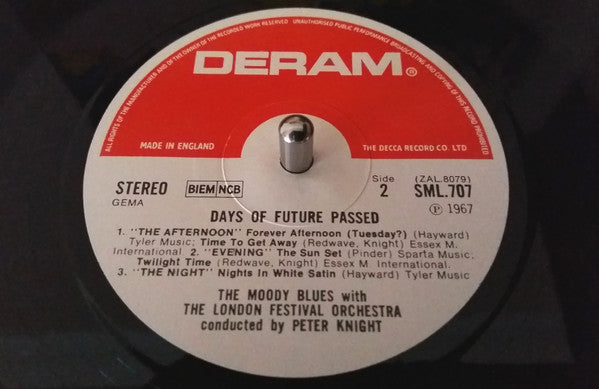 ALL RIGHTS OF THE MANUFACTURER AND OF THE OWNER OF THE RECORDED WORK RESERVED UNAUTHORISED PUBLIC PERFORMANCE BROADCASTING AND COPYING OF THIS RECORD PROHIBITED
DERAM®
MADE IN ENGLAND
THE DECCA RECORD CO. LTD
STEREO
BIEM NCB
GEMA
Side
2
(ZAL.8079)
SML.707
Ⓟ 1967
DAYS OF FUTURE PASSED
1. "THE AFTERNOON" Forever Afternoon (Tuesday?) (Hayward)
Tyler Music; Time To Get Away (Redwave, Knight) Essex M.
International. 2. "EVENING" The Sun Set (Pinder) Sparta Music;
Twilight Time (Redwave, Knight) Essex M. International.
3. "THE NIGHT" Nights In White Satin (Hayward) Tyler Music
THE MOODY BLUES with
THE LONDON FESTIVAL ORCHESTRA
conducted by PETER KNIGHT